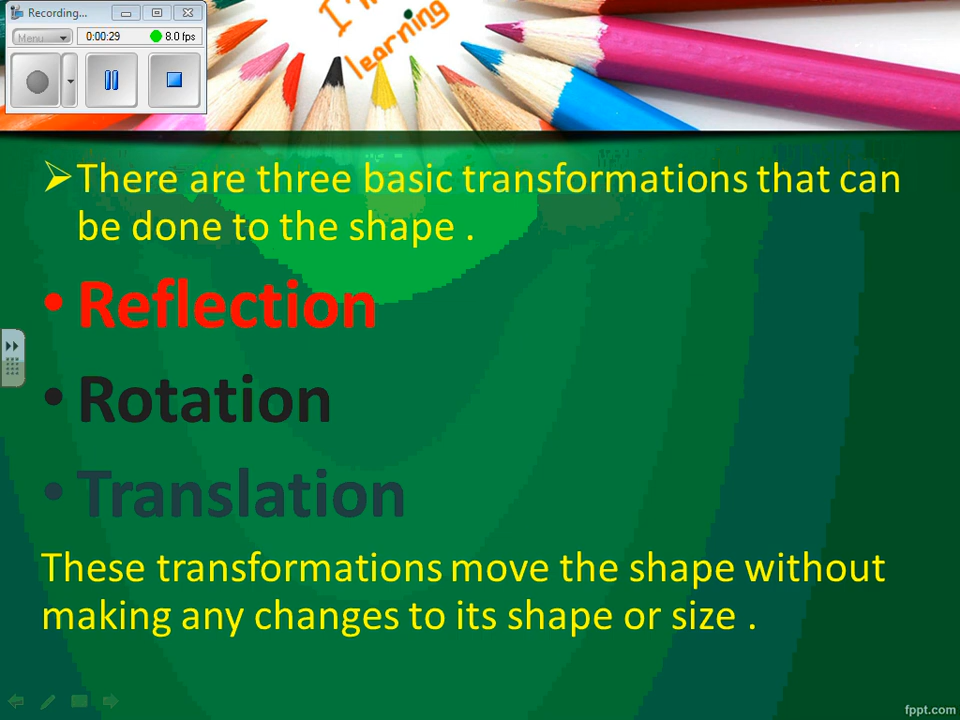 Recording...
Menu
0:00:29
8.0 fps
I'm
learning
There are three basic transformations that can
be done to the shape .
• Reflection
• Rotation
• Translation
These transformations move the shape without
making any changes to its shape or size .
fppt.com